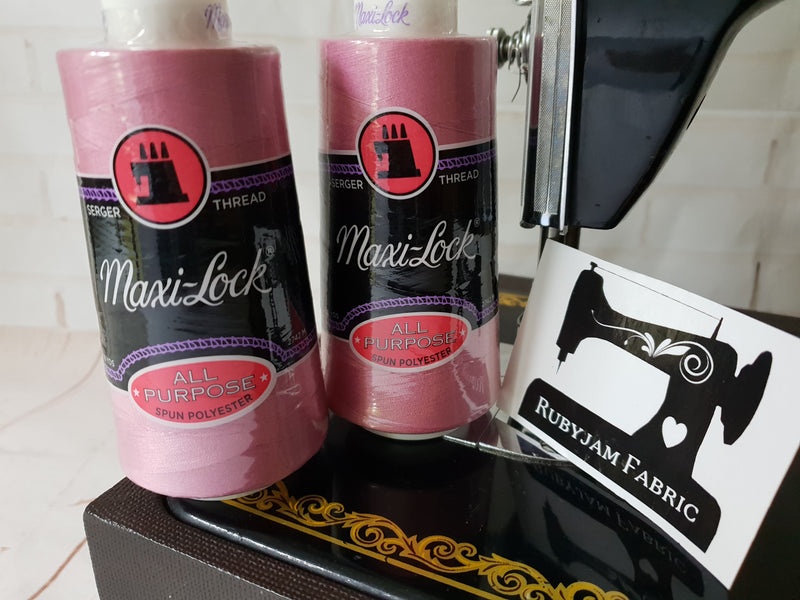 Maxi-Lock
SERGER THREAD
Maxi-Lock®
ALL
PURPOSE
SPUN POLYESTER
SERGER THREAD
Maxi-Lock®
ALL
PURPOSE
SPUN POLYESTER
RUBYJAM FABRIC